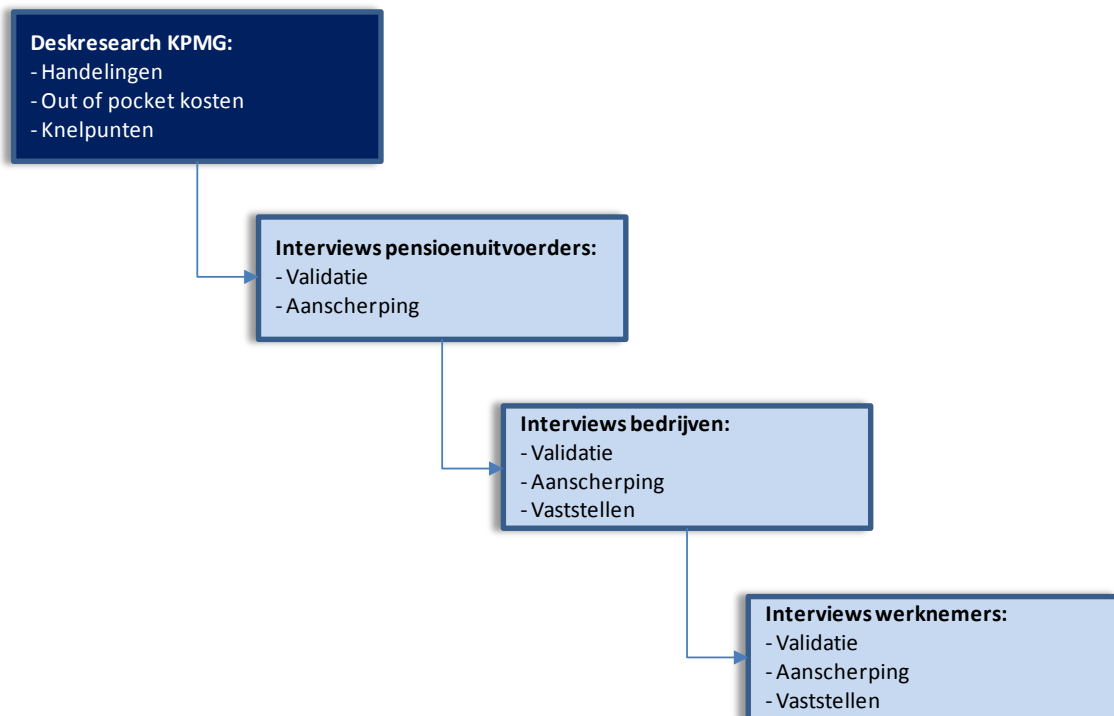 Deskresearch KPMG:
- Handelingen
- Out of pocket kosten
- Knelpunten
Interviews pensioenuitvoerders:
- Validatie
- Aanscherping
Interviews bedrijven:
- Validatie
- Aanscherping
- Vaststellen
Interviews werknemers:
- Validatie
- Aanscherping
- Vaststellen